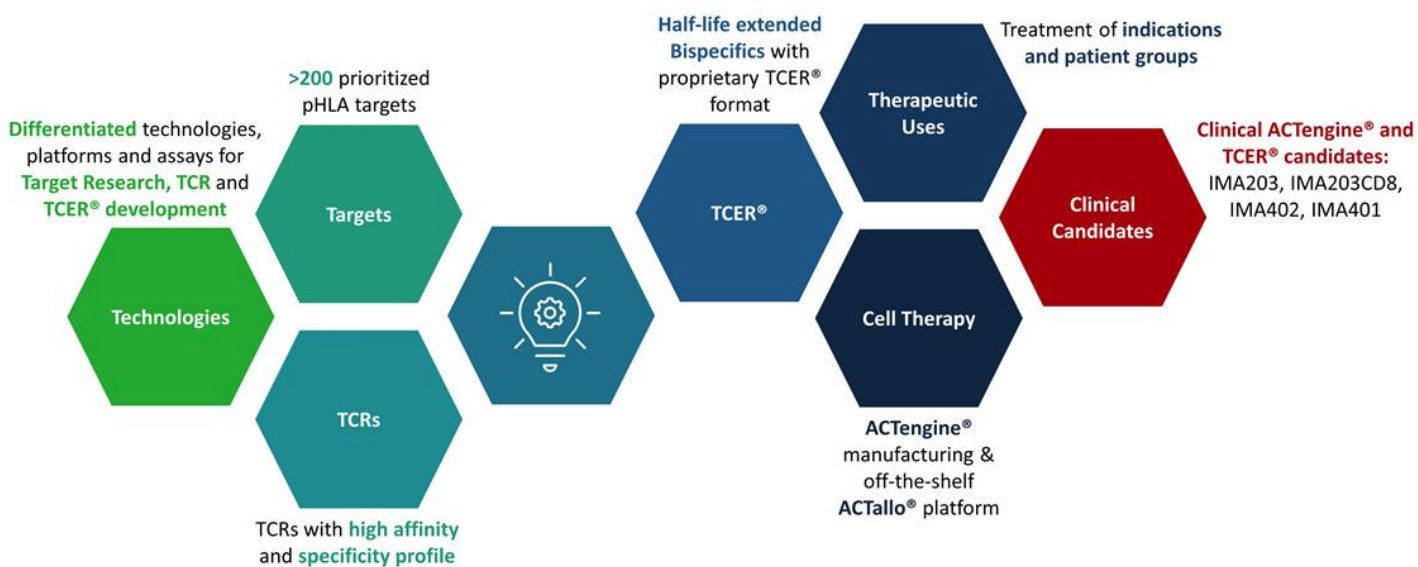 Differentiated technologies,
platforms and assays for
Target Research, TCR and
TCER® development
Technologies
>200 prioritized
pHLA targets
Targets
TCRs
TCRs with high affinity
and specificity profile
Half-life extended
Bispecifics with
proprietary TCER®
format
TCER®
Therapeutic
Uses
Treatment of indications
and patient groups
Cell Therapy
ACTengine®
manufacturing &
off-the-shelf
ACTallo® platform
Clinical
Candidates
Clinical ACTengine® and
TCER® candidates:
IMA203, IMA203CD8,
IMA402, IMA401